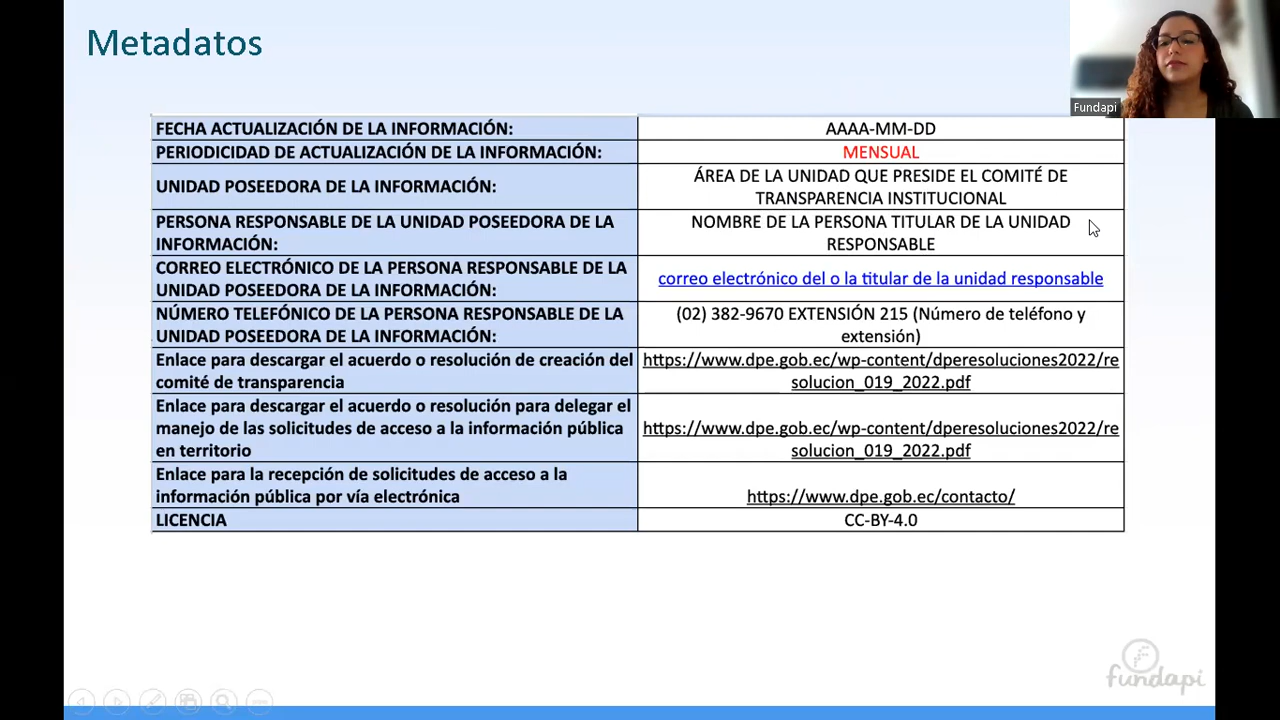 Metadatos
Fundapi
FECHA ACTUALIZACIÓN DE LA INFORMACIÓN:
AAAA-MM-DD
PERIODICIDAD DE ACTUALIZACIÓN DE LA INFORMACIÓN:
MENSUAL
UNIDAD POSEEDORA DE LA INFORMACIÓN:
ÁREA DE LA UNIDAD QUE PRESIDE EL COMITÉ DE
TRANSPARENCIA INSTITUCIONAL
PERSONA RESPONSABLE DE LA UNIDAD POSEEDORA DE LA
INFORMACIÓN:
NOMBRE DE LA PERSONA TITULAR DE LA UNIDAD
RESPONSABLE
CORREO ELECTRÓNICO DE LA PERSONA RESPONSABLE DE LA
UNIDAD POSEEDORA DE LA INFORMACIÓN:
correo electrónico del o la titular de la unidad responsable
NÚMERO TELEFÓNICO DE LA PERSONA RESPONSABLE DE LA
UNIDAD POSEEDORA DE LA INFORMACIÓN:
(02) 382-9670 EXTENSIÓN 215 (Número de teléfono y
extensión)
Enlace para descargar el acuerdo o resolución de creación del
comité de transparencia
https://www.dpe.gob.ec/wp-content/dperesoluciones2022/re
solucion_019_2022.pdf
Enlace para descargar el acuerdo o resolución para delegar el
manejo de las solicitudes de acceso a la información pública
en territorio
https://www.dpe.gob.ec/wp-content/dperesoluciones2022/re
solucion_019_2022.pdf
Enlace para la recepción de solicitudes de acceso a la
información pública por vía electrónica
https://www.dpe.gob.ec/contacto/
LICENCIA
CC-BY-4.0
fundapi